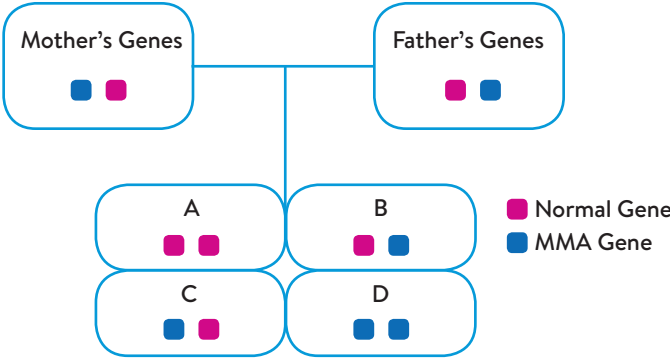 Mother’s Genes
Father’s Genes
A
B
Normal Gene
MMA Gene
C
D